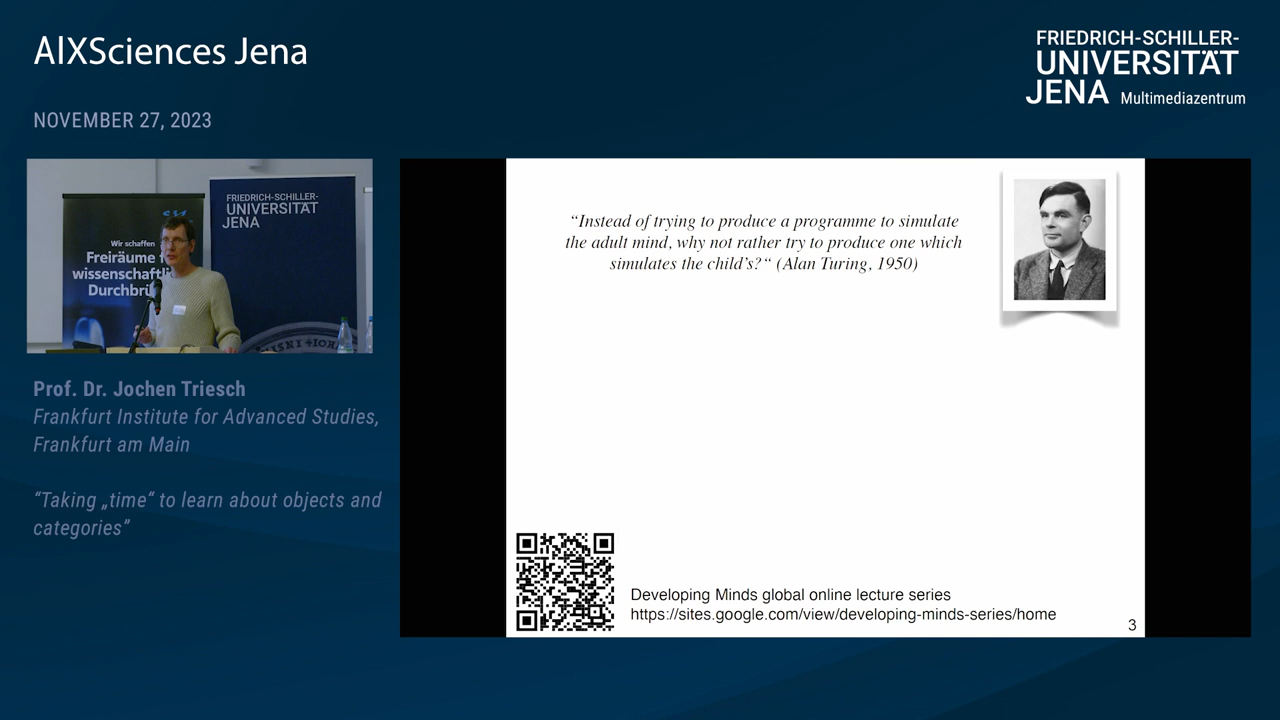 AIXSciences Jena
FRIEDRICH-SCHILLER-
UNIVERSITÄT
JENA Multimediazentrum
NOVEMBER 27, 2023
Wir schaffen
Freiräume
wissenschaftli
Durchbrü
FRIEDRICH-SCHILLER-
UNIVERSITÄT
JENA
Prof. Dr. Jochen Triesch
Frankfurt Institute for Advanced Studies,
Frankfurt am Main
“Taking „time“ to learn about objects and
categories”
“Instead of trying to produce a programme to simulate
the adult mind, why not rather try to produce one which
simulates the child’s?“ (Alan Turing, 1950)
Developing Minds global online lecture series
https://sites.google.com/view/developing-minds-series/home
3